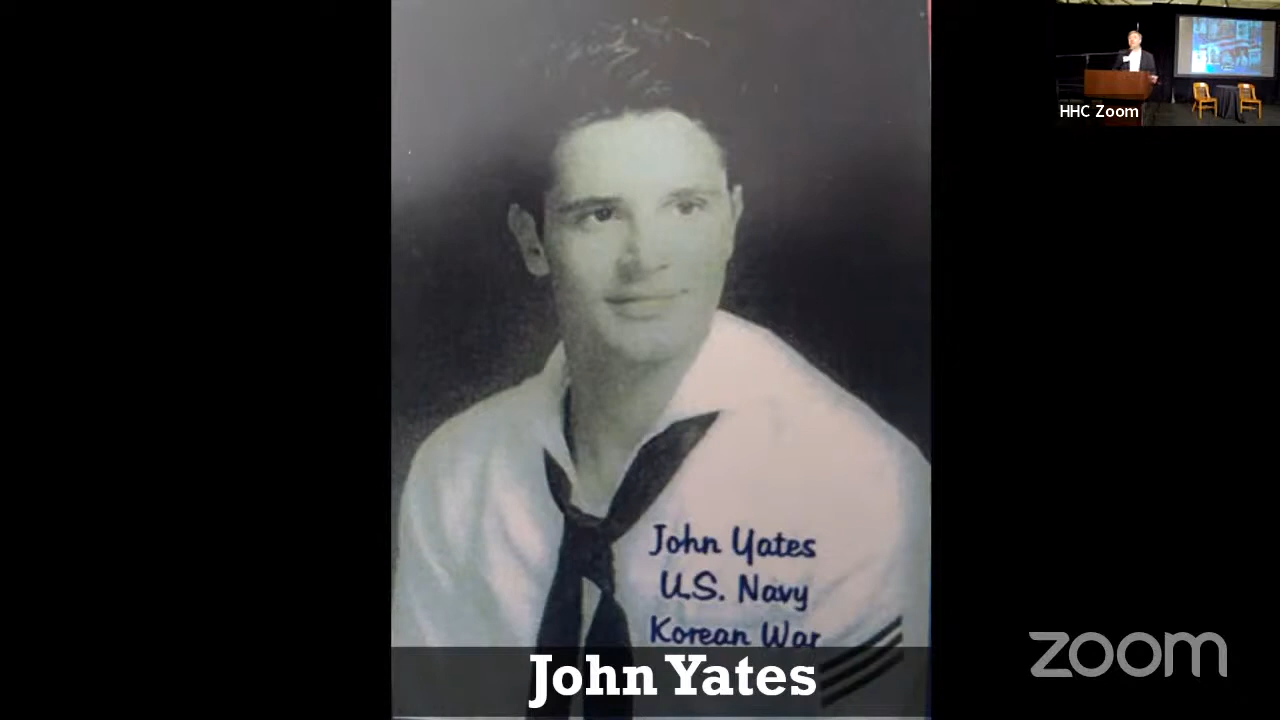 HHC Zoom
John Yates
U.S. Navy
Korean War
John Yates
zoom